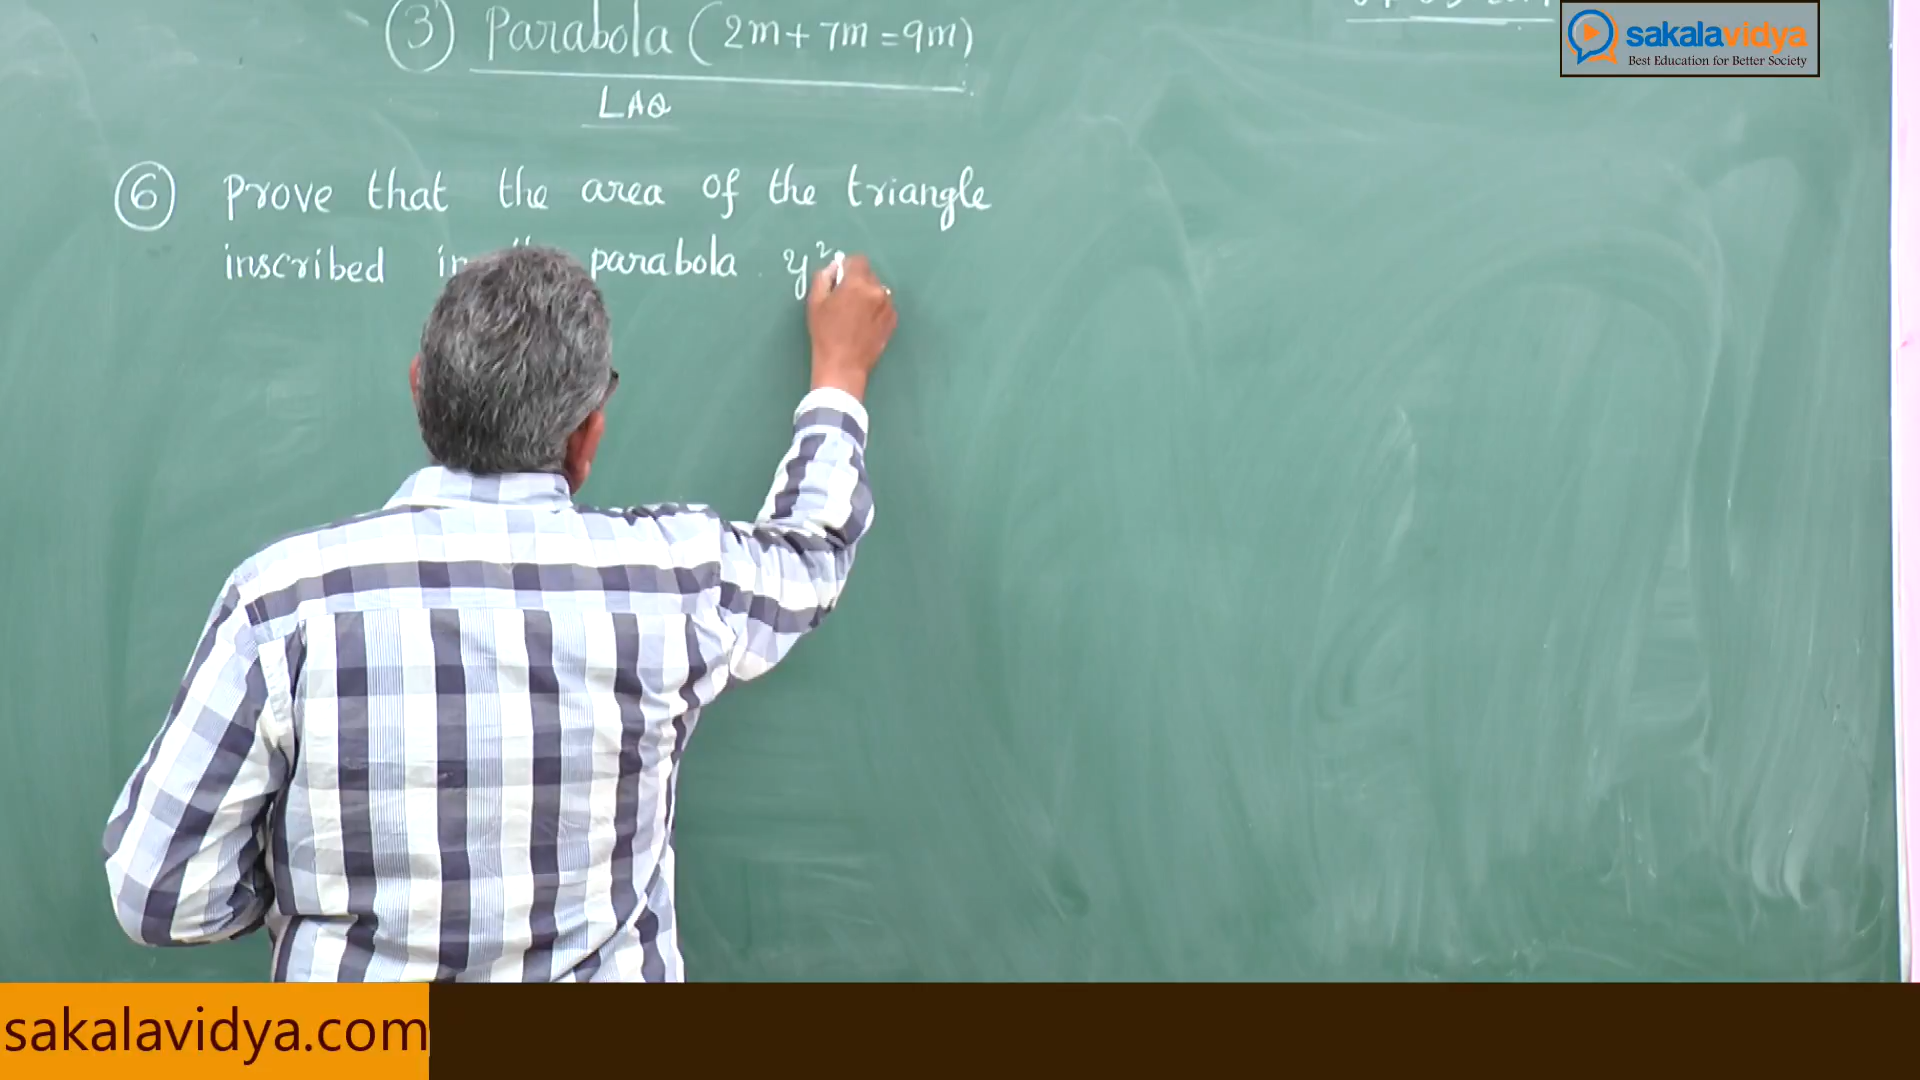 ③ Parabola (2m+7m=9m)
LAQ
sakalavidya
Best Education for Better Society
⑥ Prove that the area of the triangle
inscribed in parabola y²
sakalavidya.com